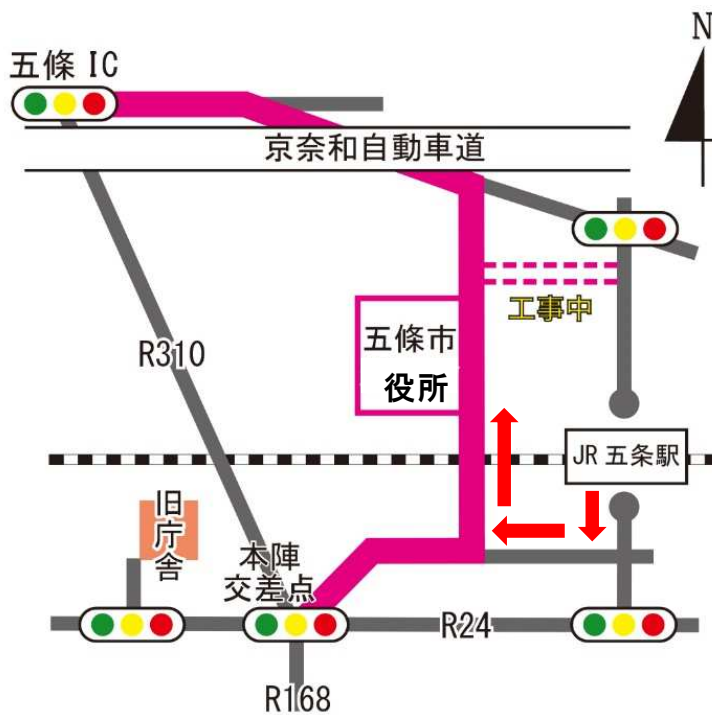 N
五條 IC
京奈和自動車道
工事中
五條市
役所
R310
JR 五条駅
旧庁舎
本陣
交差点
R24
R168